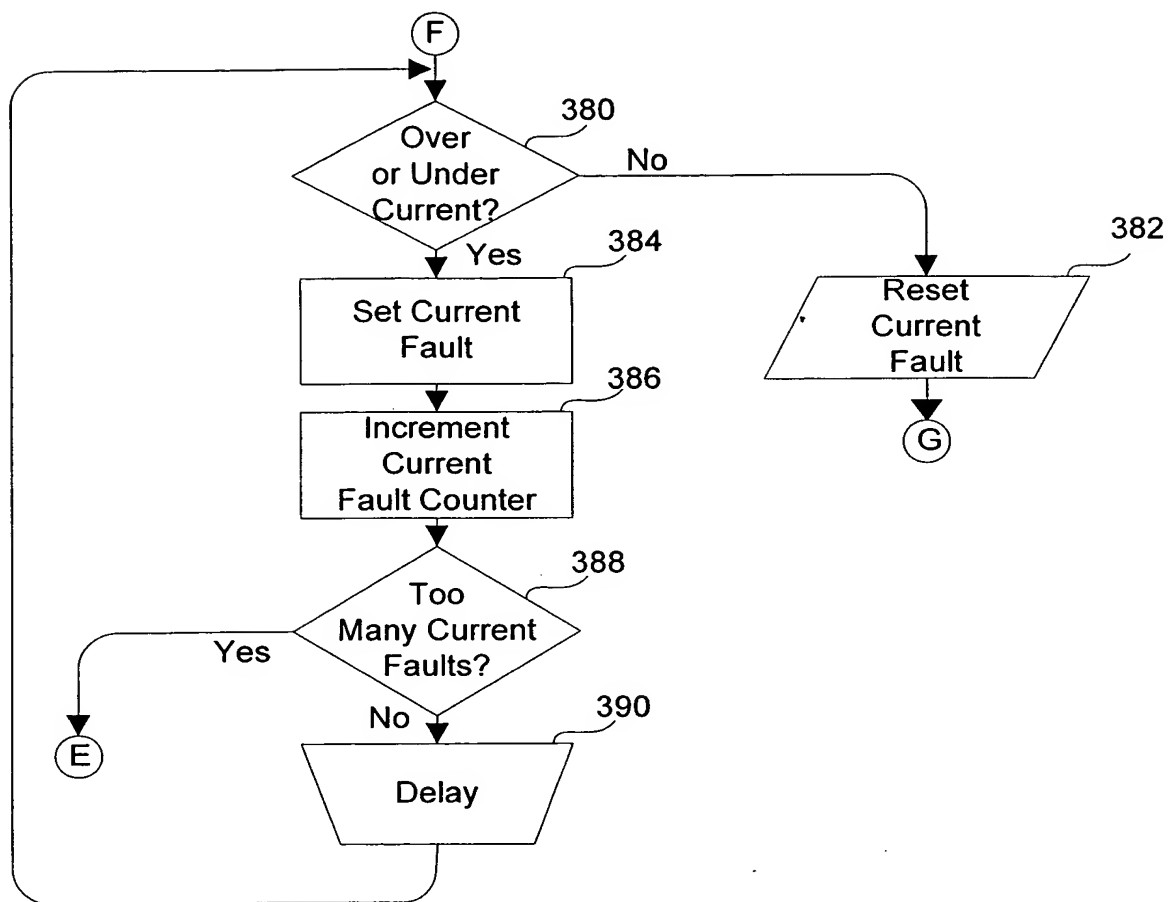 F
380
Over
or Under
Current?
No
Yes
384
382
Set Current
Fault
Reset
Current
Fault
386
Increment
Current
Fault Counter
G
388
Too
Many Current
Faults?
Yes
E
No
390
Delay